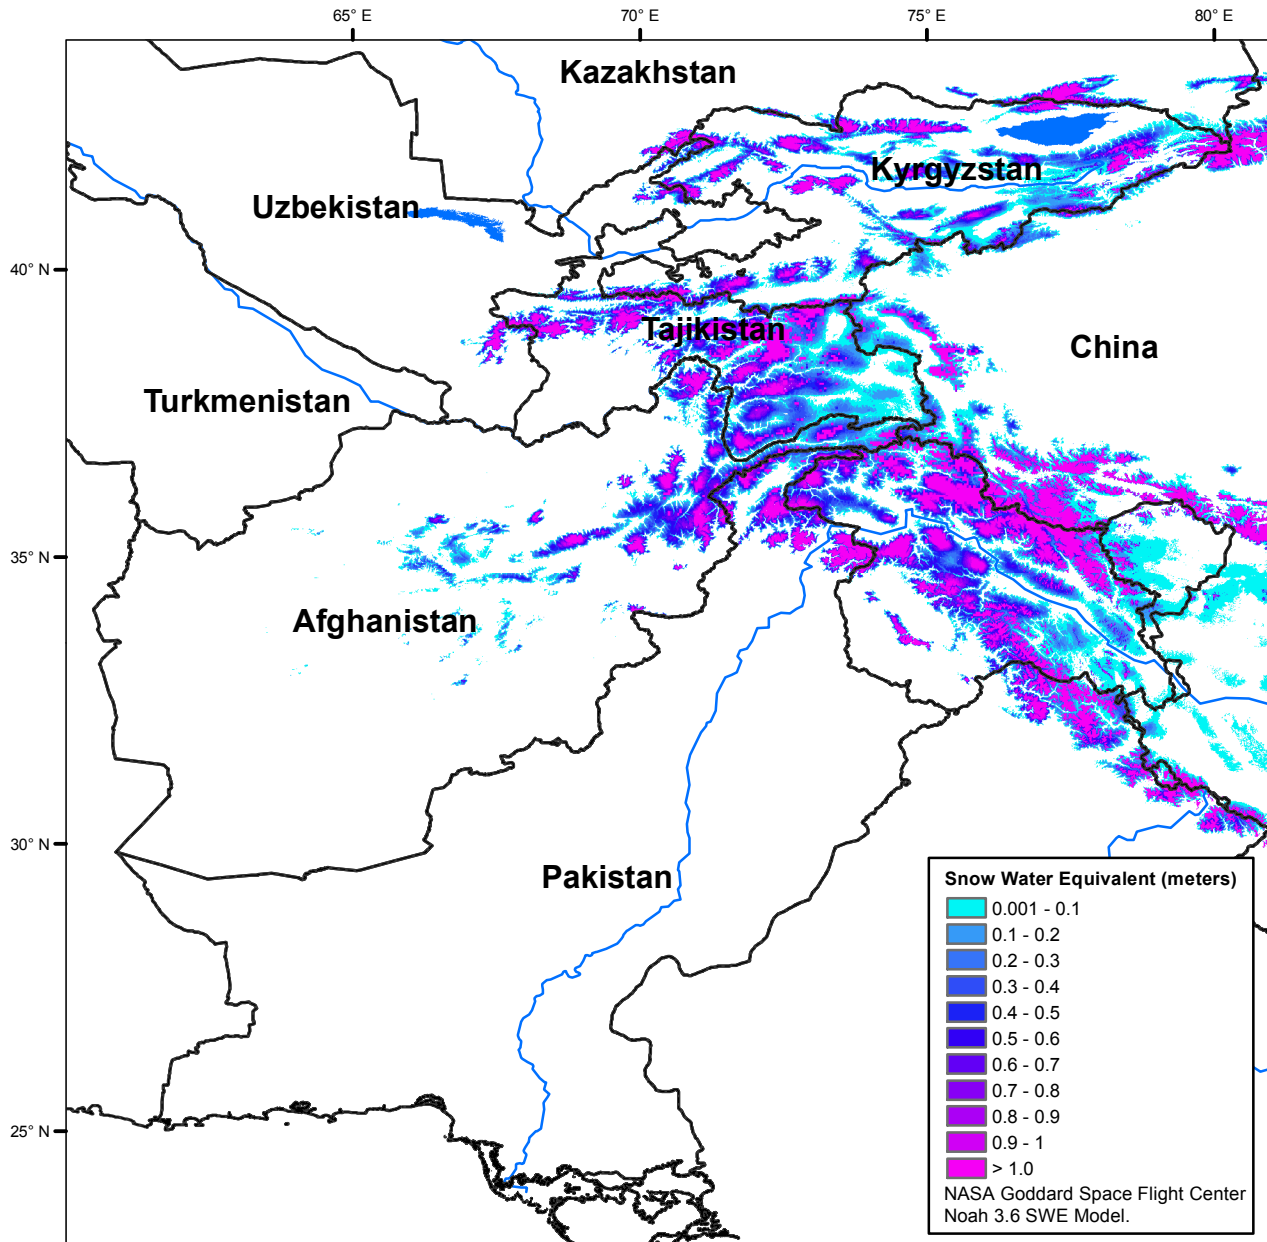 65° E
70° E
75° E
80° E
Kazakhstan
Kyrgyzstan
Uzbekistan
40° N
Tajikistan
China
Turkmenistan
35° N
Afghanistan
30° N
Pakistan
25° N
Snow Water Equivalent (meters)
0.001 - 0.1
0.1 - 0.2
0.2 - 0.3
0.3 - 0.4
0.4 - 0.5
0.5 - 0.6
0.6 - 0.7
0.7 - 0.8
0.8 - 0.9
0.9 - 1
> 1.0
NASA Goddard Space Flight Center
Noah 3.6 SWE Model.